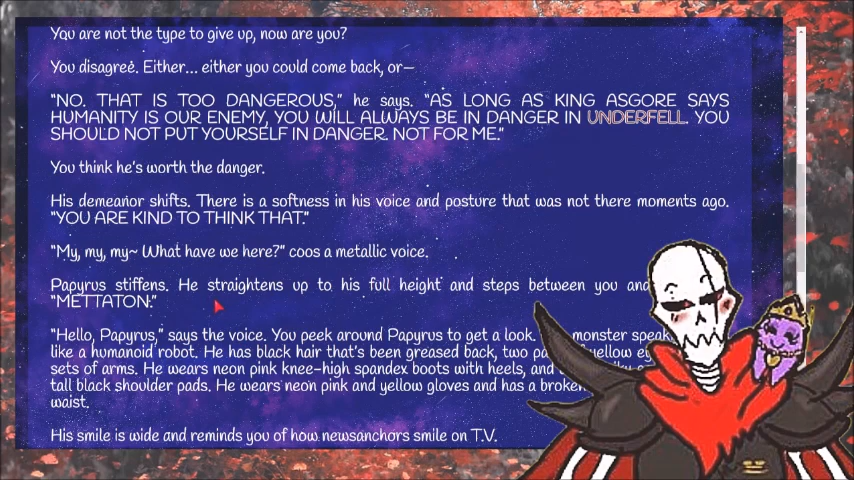 You are not the type to give up, now are you?
You disagree. Either... either you could come back, or—
"NO. THAT IS TOO DANGEROUS," he says. "AS LONG AS KING ASGORE SAYS
HUMANITY IS OUR ENEMY, YOU WILL ALWAYS BE IN DANGER IN UNDERFELL. YOU
SHOULD NOT PUT YOURSELF IN DANGER. NOT FOR ME."
You think he's worth the danger.
His demeanor shifts. There is a softness in his voice and posture that was not there moments ago.
"YOU ARE KIND TO THINK THAT."
"My, my, my~ What have we here?" coos a metallic voice.
Papyrus stiffens. He straightens up to his full height and steps between you and
"METTATON."
"Hello, Papyrus," says the voice. You peek around Papyrus to get a look. monster
like a humanoid robot. He has black hair that's been greased back, two yellow
sets of arms. He wears neon pink knee-high spandex boots with heels, and
tall black shoulder pads. He wears neon pink and yellow gloves and has a broken
waist.
His smile is wide and reminds you of how newsanchors smile on T.V.